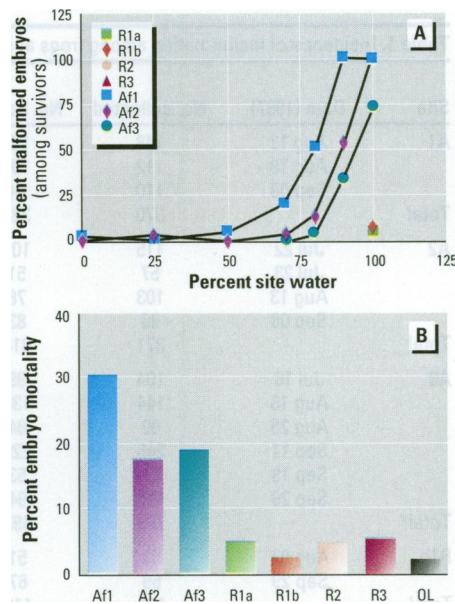 A
Percent malformed embryos
(among survivors)
125
100
75
50
25
0
R1a
R1b
R2
R3
Af1
Af2
Af3
0 25 50 75 100 125
Percent site water
B
Percent embryo mortality
40
30
20
10
0
Af1 Af2 Af3 R1a R1b R2 R3 OL